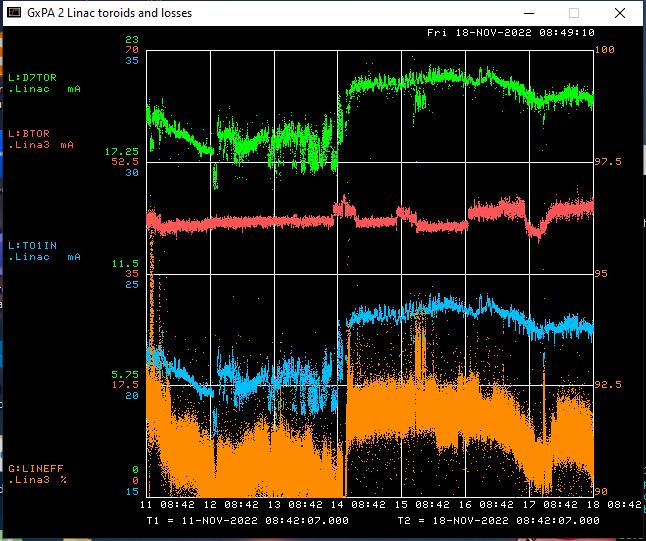 GxPA 2 Linac toroids and losses
Fri 18-NOV-2022 08:49:10
23
70
35
100
L:D7TOR
.Linac mA
L:BTOR
.Lina3 mA
17.25
52.5
30
97.5
L:TO1IN
.Linac mA
11.5
35
25
95
5.75
17.5
20
92.5
G:LINEFF
.Lina3 %
0
0
15
90
11 08:42 12 08:42 13 08:42 14 08:42 15 08:42 16 08:42 17 08:42 18 08:42
T1 = 11-NOV-2022 08:42:07.000 T2 = 18-NOV-2022 08:42:07.000